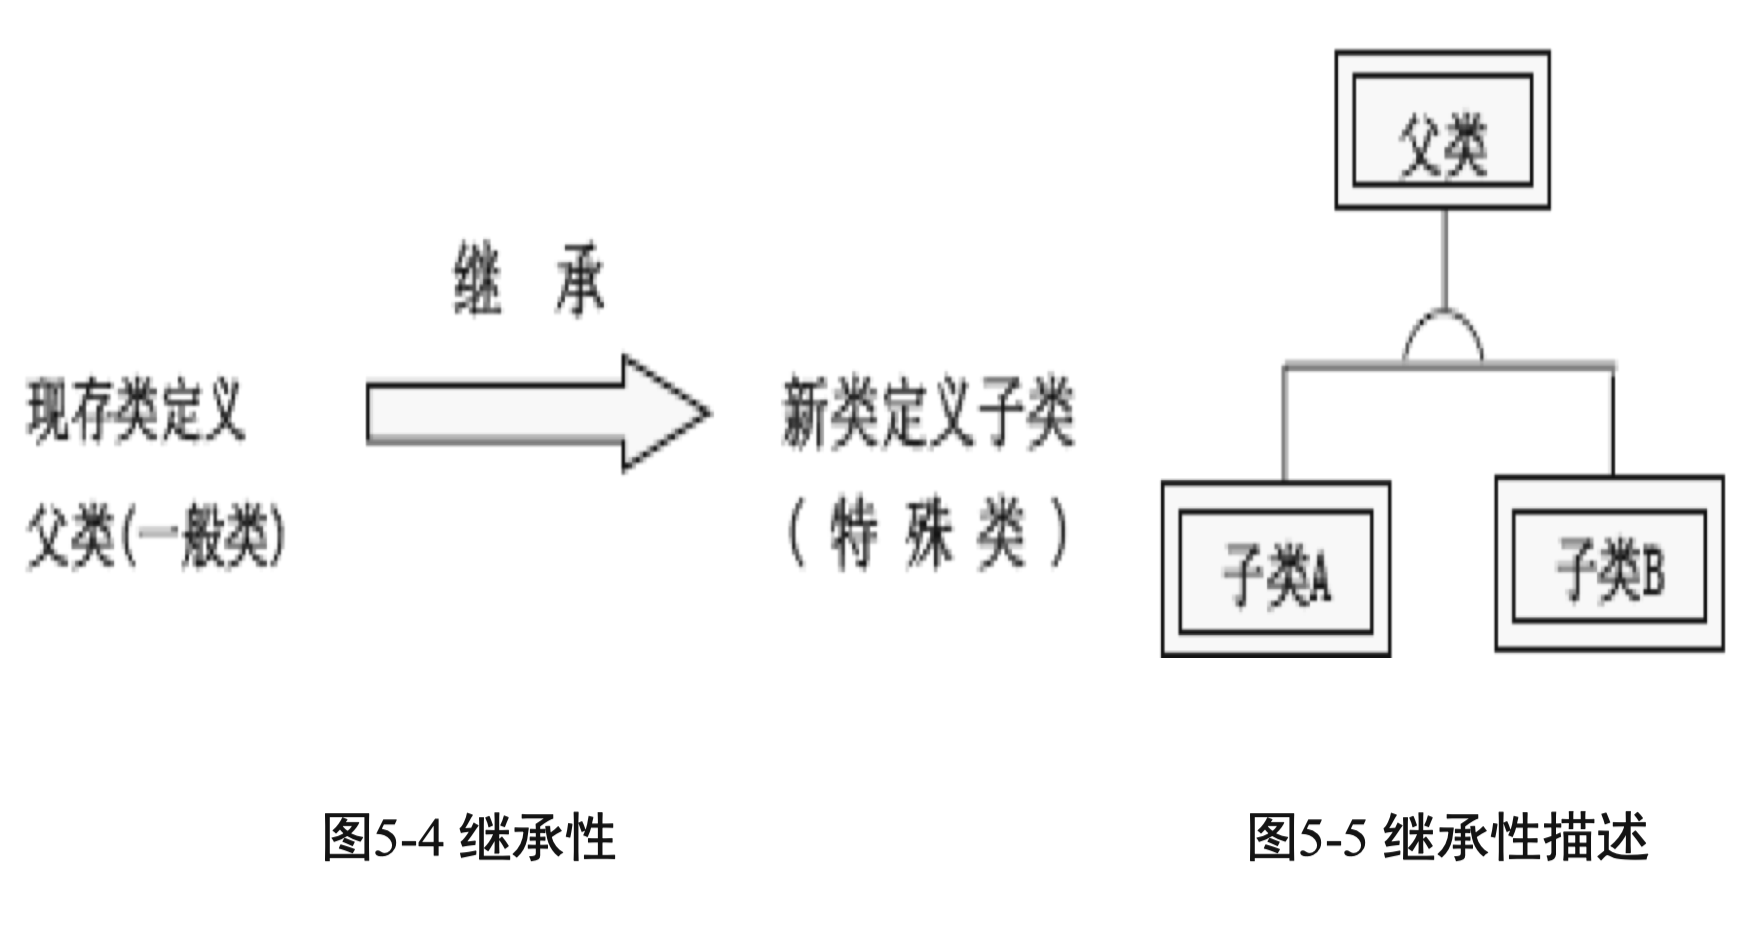 继 承
现存类定义
父类(一般类)
新类定义子类
(特殊类)
图5-4 继承性
父类
子类A
子类B
图5-5 继承性描述